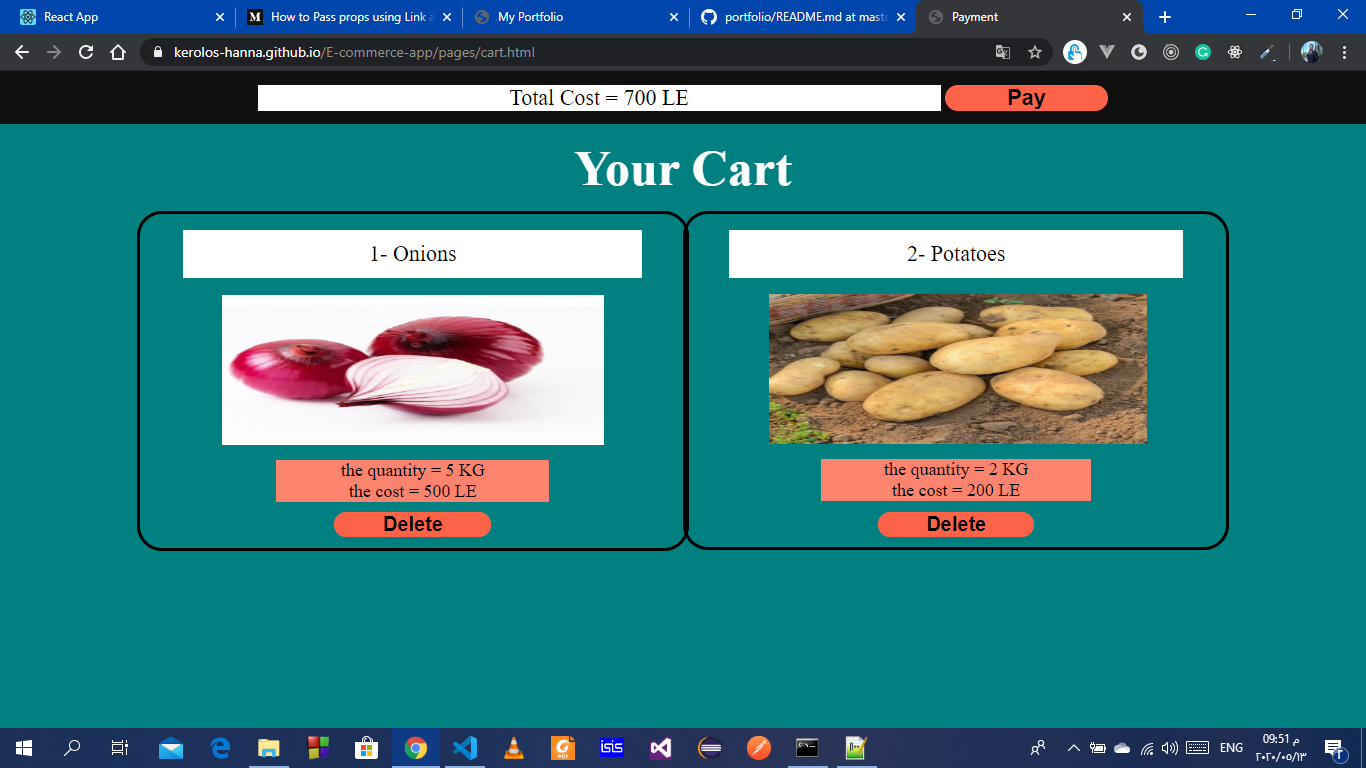 React App
How to Pass props using Link a
My Portfolio
portfolio/README.md at maste
Payment
kerolos-hanna.github.io/E-commerce-app/pages/cart.html
Total Cost = 700 LE
Pay
Your Cart
1- Onions
2- Potatoes
the quantity = 5 KG
the cost = 500 LE
Delete
the quantity = 2 KG
the cost = 200 LE
Delete
isis
ENG
09:51 م
٢٠٢٠/٠٥/١٣